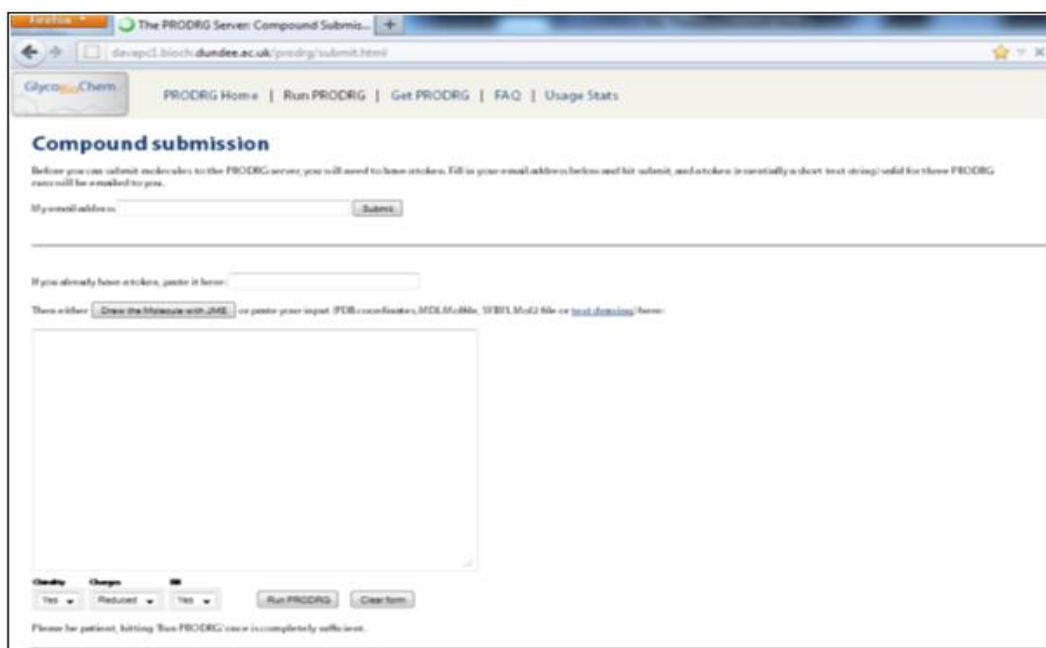 Firefox
The PRODRG Server: Compound Submis...
davapc1.bioch.dundee.ac.uk/prodrg/submit.html
GlycoBioChem
PRODRG Home | Run PRODRG | Get PRODRG | FAQ | Usage Stats
Compound submission
Before you can submit molecules to the PRODRG server, you will need to have a token. Fill in your email address below and hit submit, and a token (essentially a short text string) valid for three PRODRG
runs will be emailed to you.
My email address Submit
If you already have a token, paste it here:
Then either Draw the Molecule with JME or paste your input (PDB coordinates, MDL Molfile, SYBYL Mol2 file or text drawing) here:
Chirality Charges EM
Yes Reduced Yes Run PRODRG Clear form
Please be patient, hitting 'Run PRODRG' once is completely sufficient.